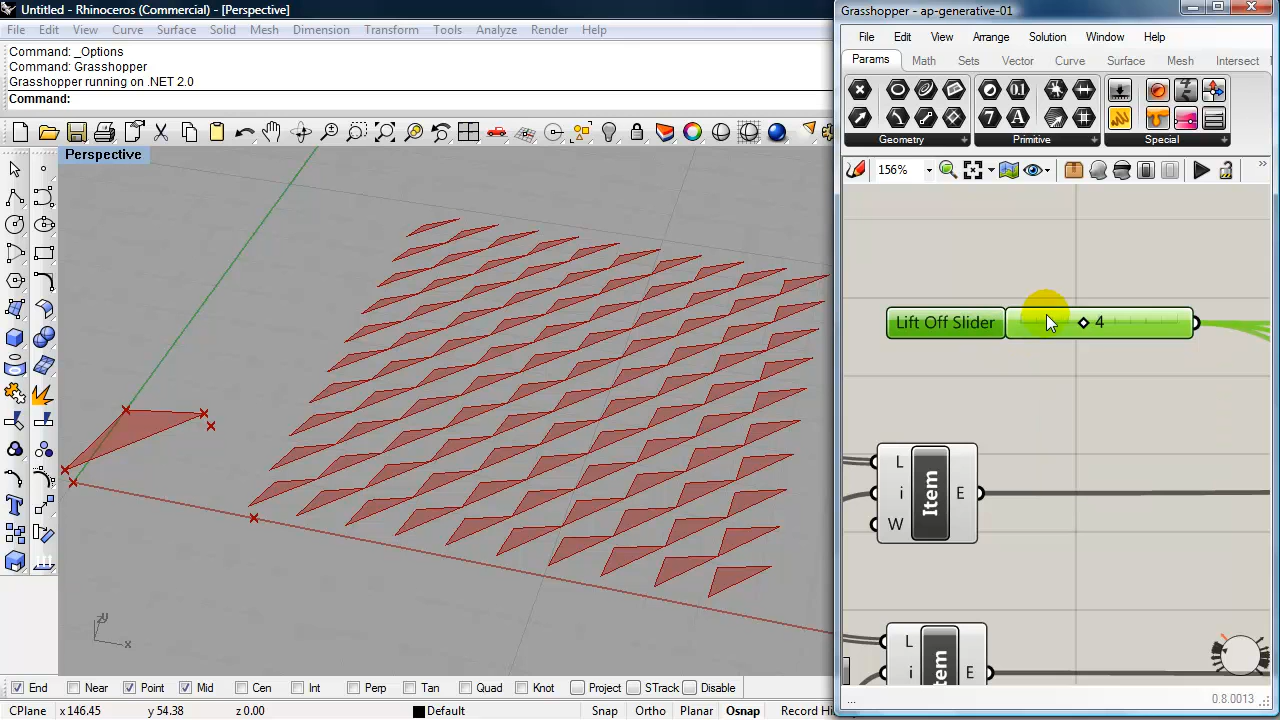 Untitled - Rhinoceros (Commercial) - [Perspective]
File Edit View Curve Surface Solid Mesh Dimension Transform Tools Analyze Render Help
Command: _Options
Command: Grasshopper
Grasshopper running on .NET 2.0
Command:
Perspective
y
x
End Near Point Mid Cen Int Perp Tan Quad Knot Project STrack Disable
CPlane x 146.45 y 54.38 z 0.00 Default Snap Ortho Planar Osnap Record Hi
Grasshopper - ap-generative-01
File Edit View Arrange Solution Window Help
Params Math Sets Vector Curve Surface Mesh Intersect
Geometry Primitive Special
156%
Lift Off Slider 4
L
i
W
Item
E
L
i
Item
E
... 0.8.0013